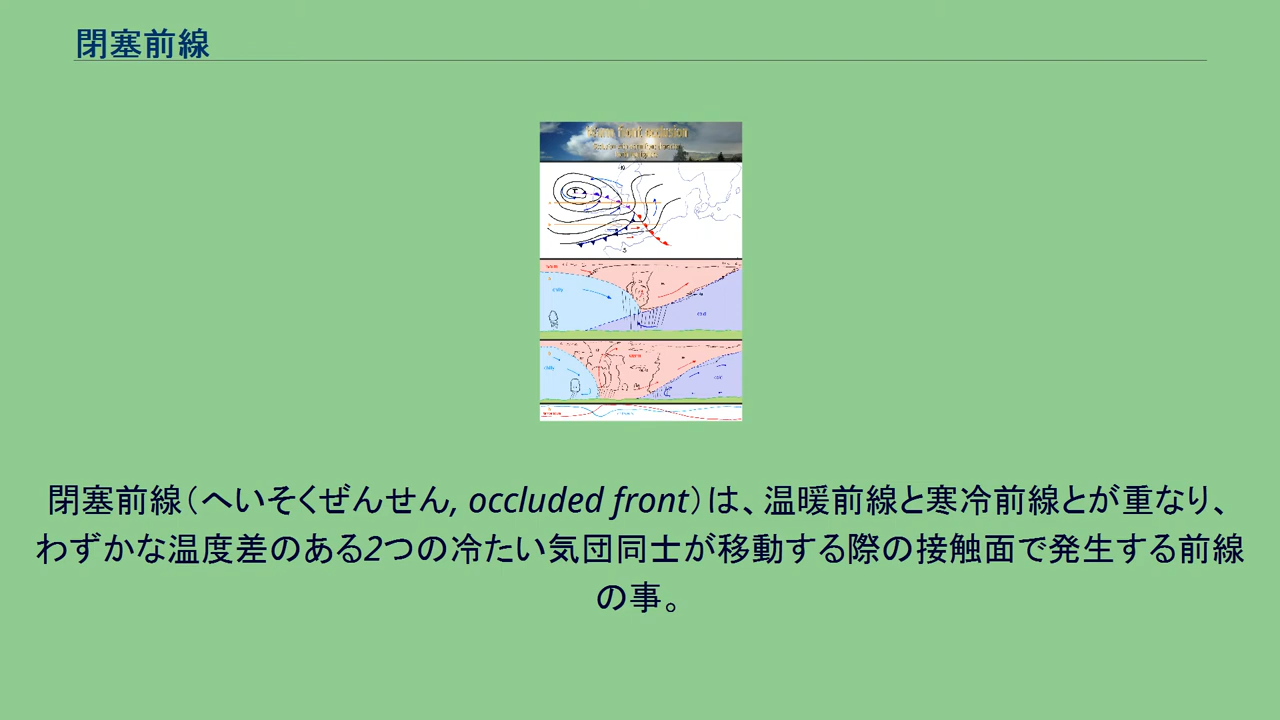 閉塞前線
front occlusion
閉塞前線(へいそくぜんせん, occluded front)は、温暖前線と寒冷前線とが重なり、
わずかな温度差のある2つの冷たい気団同士が移動する際の接触面で発生する前線
の事。